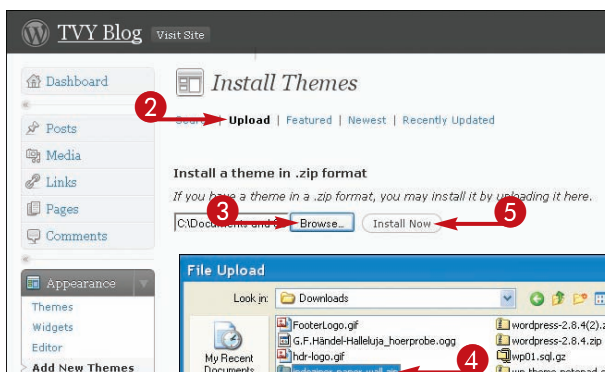 TVY Blog Visit Site
Dashboard
Posts
Media
Links
Pages
Comments
Appearance
Themes
Widgets
Editor
Add New Themes
Install Themes
2
Upload | Featured | Newest | Recently Updated
Install a theme in .zip format
If you have a theme in a .zip format, you may install it by uploading it here.
3
5
C:\Documents and Browse... Install Now
File Upload
Look in: Downloads
My Recent
Documents
FooterLogo.gif
G.F.Händel-Halleluja_hoerprobe.ogg
hdr-logo.gif
4
wordpress-2.8.4(2).z
wordpress-2.8.4.zip
wp01.sql.gz